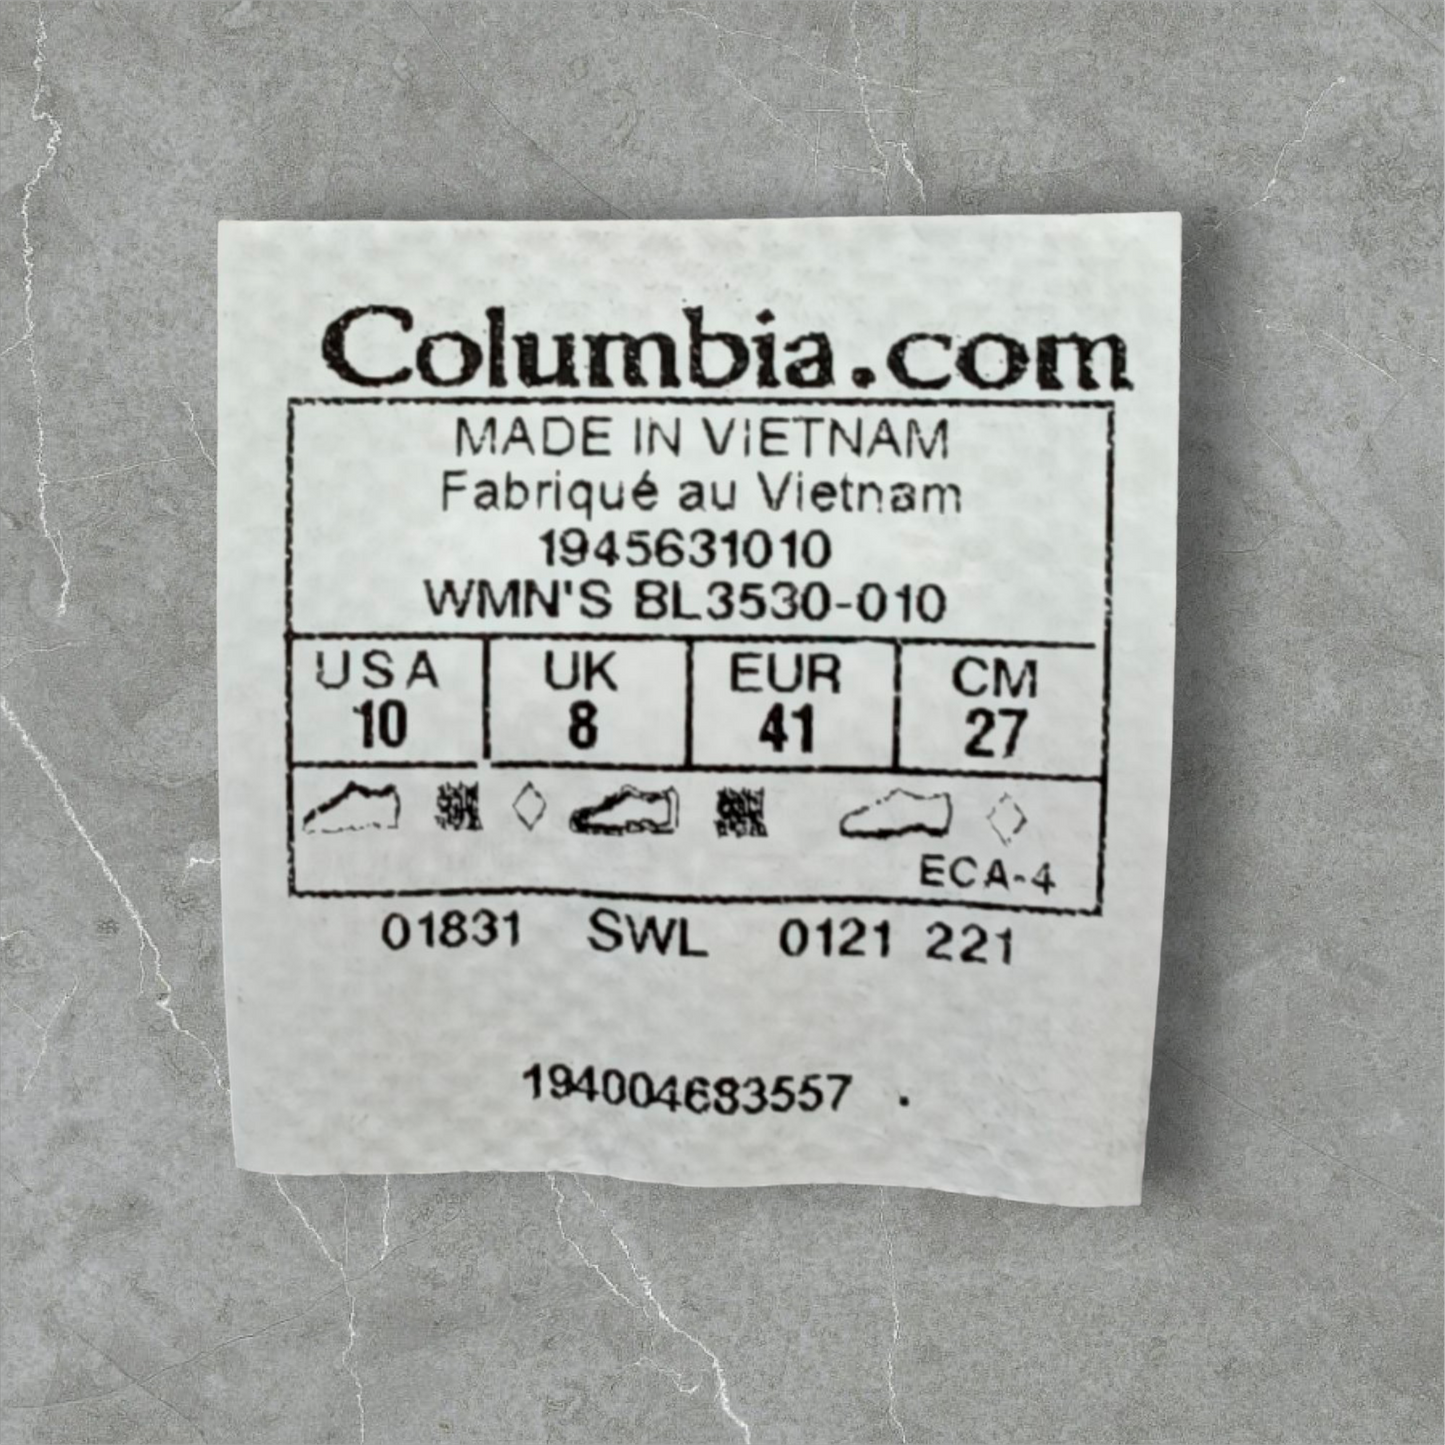 Columbia.com
MADE IN VIETNAM
Fabriqué au Vietnam
1945631010
WMN'S BL3530-010
USA UK EUR CM
10 8 41 27
ECA-4
01831 SWL 0121 221
194004683557